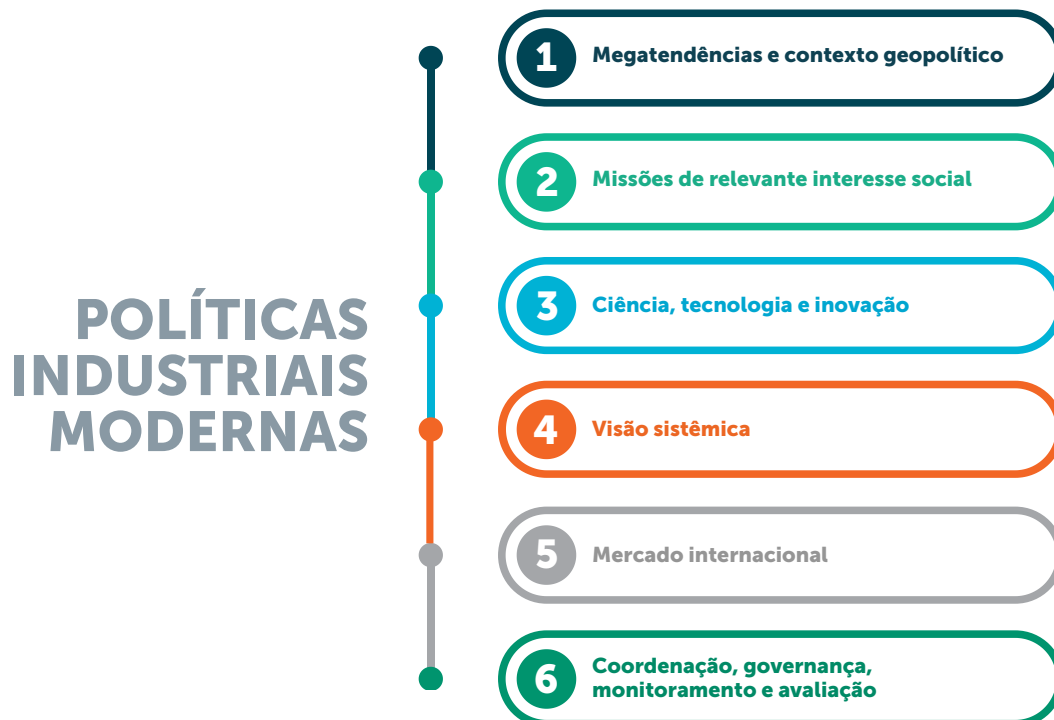 POLÍTICAS
INDUSTRIAIS
MODERNAS
1 Megatendências e contexto geopolítico
2 Missões de relevante interesse social
3 Ciência, tecnologia e inovação
4 Visão sistêmica
5 Mercado internacional
6 Coordenação, governança,
monitoramento e avaliação